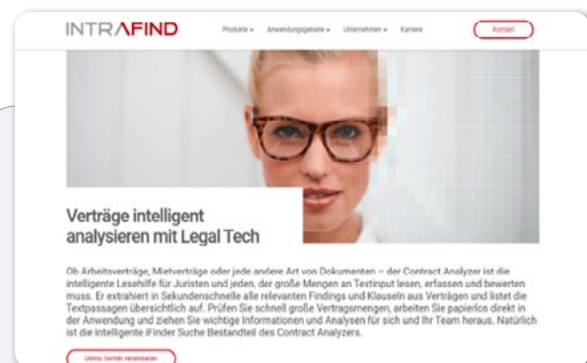 INTRAFIND
Produkte Anwendungsgebiete Unternehmen Karriere Kontakt
Verträge intelligent
analysieren mit Legal Tech
Ob Arbeitsverträge, Mietverträge oder jede andere Art von Dokumenten – der Contract Analyzer ist die
intelligente Lesehilfe für Juristen und jeden, der große Mengen an Textinput lesen, erfassen und bewerten
muss. Er extrahiert in Sekundenschnelle alle relevanten Findings und Klauseln aus Verträgen und listet die
Textpassagen übersichtlich auf. Prüfen Sie schnell große Vertragsmengen, arbeiten Sie papierlos direkt in
der Anwendung und ziehen Sie wichtige Informationen und Analysen für sich und Ihr Team heraus. Natürlich
ist die intelligente iFinder Suche Bestandteil des Contract Analyzers.
Demo Termin vereinbaren